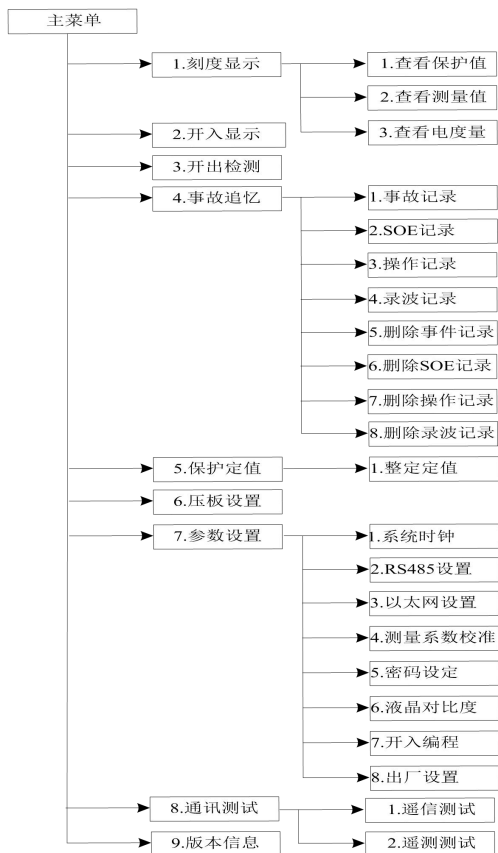 主菜单
1.刻度显示
1.查看保护值
2.查看测量值
3.查看电度量
2.开入显示
3.开出检测
4.事故追忆
1.事故记录
2.SOE记录
3.操作记录
4.录波记录
5.删除事件记录
6.删除SOE记录
7.删除操作记录
8.删除录波记录
5.保护定值
1.整定定值
6.压板设置
7.参数设置
1.系统时钟
2.RS485设置
3.以太网设置
4.测量系数校准
5.密码设定
6.液晶对比度
7.开入编程
8.出厂设置
8.通讯测试
1.遥信测试
2.遥测测试
9.版本信息